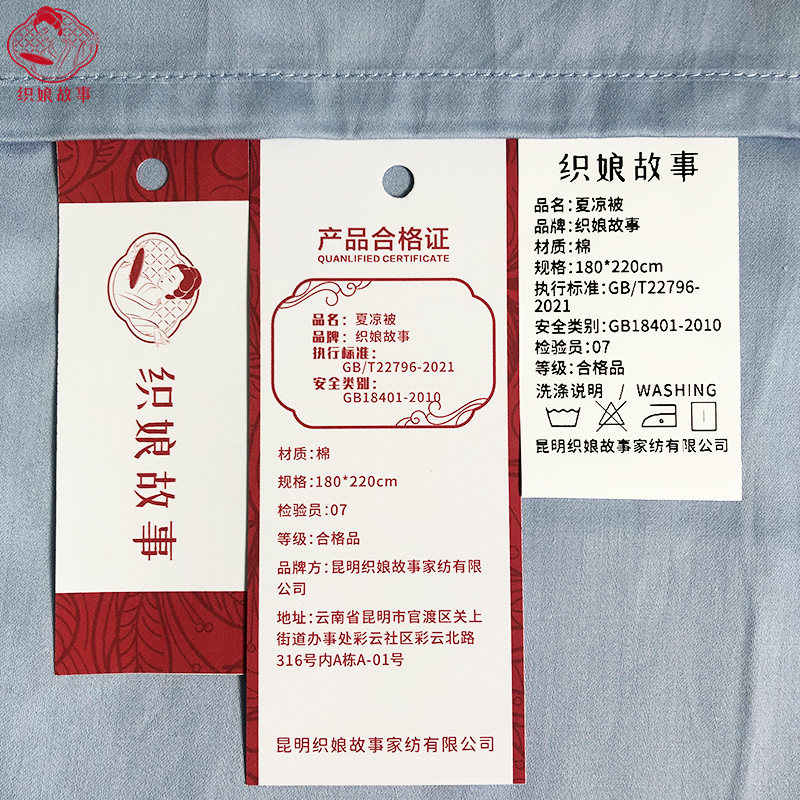 织娘故事
织娘故事
产品合格证
QUANLIFIED CERTIFICATE
品名：夏凉被
品牌：织娘故事
执行标准：
GB/T22796-2021
安全类别：
GB18401-2010
材质:棉
规格:180*220cm
检验员:07
等级:合格品
品牌方:昆明织娘故事家纺有限
公司
地址:云南省昆明市官渡区关上
街道办事处彩云社区彩云北路
316号内A栋A-01号
昆明织娘故事家纺有限公司
织娘故事
品名:夏凉被
品牌:织娘故事
材质:棉
规格:180*220cm
执行标准:GB/T22796-
2021
安全类别:GB18401-2010
检验员:07
等级:合格品
洗涤说明 / WASHING
昆明织娘故事家纺有限公司